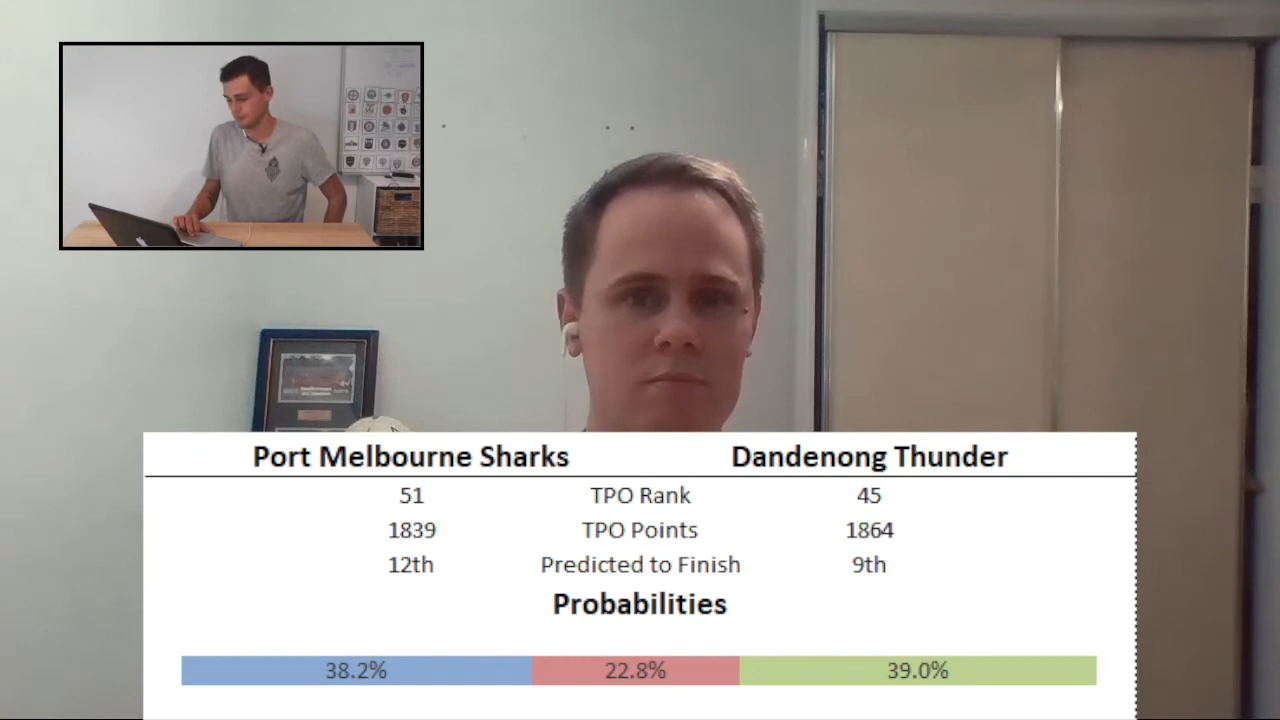 Port Melbourne Sharks Dandenong Thunder
51 TPO Rank 45
1839 TPO Points 1864
12th Predicted to Finish 9th
Probabilities
38.2% 22.8% 39.0%